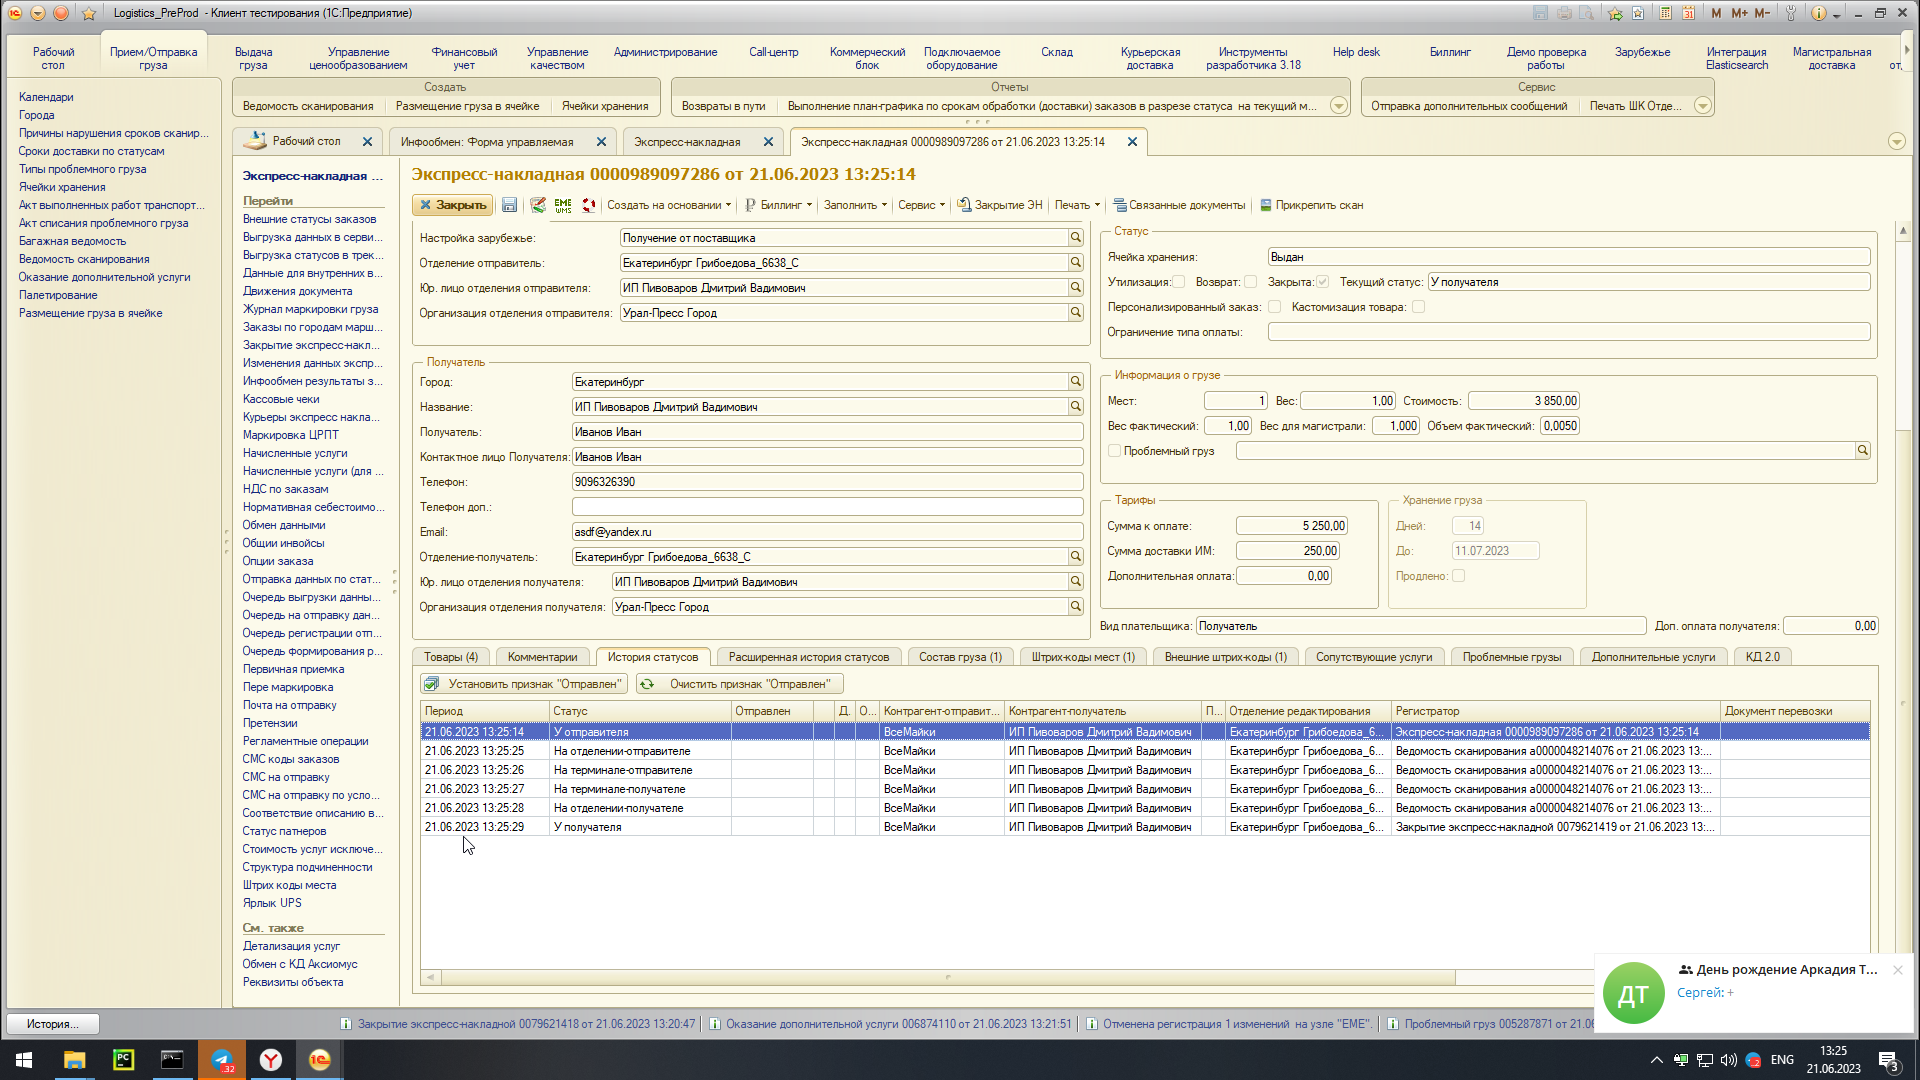 Logistics_PreProd - Клиент тестирования (1С:Предприятие)
M M+ M-
Рабочий стол
Прием/Отправка груза
Выдача груза
Управление ценообразованием
Финансовый учет
Управление качеством
Администрирование
Call-центр
Коммерческий блок
Подключаемое оборудование
Склад
Курьерская доставка
Инструменты разработчика 3.18
Help desk
Биллинг
Демо проверка работы
Зарубежье
Интеграция Elasticsearch
Магистральная доставка
Создать
Ведомость сканирования
Размещение груза в ячейке
Ячейки хранения
Отчеты
Возвраты в пути
Выполнение план-графика по срокам обработки (доставки) заказов в разрезе статуса на текущий м...
Сервис
Отправка дополнительных сообщений
Печать ШК Отде...
Календари
Города
Причины нарушения сроков сканир...
Сроки доставки по статусам
Типы проблемного груза
Ячейки хранения
Акт выполненных работ транспорт...
Акт списания проблемного груза
Багажная ведомость
Ведомость сканирования
Оказание дополнительной услуги
Палетирование
Размещение груза в ячейке
Рабочий стол
Инфообмен: Форма управляемая
Экспресс-накладная
Экспресс-накладная 0000989097286 от 21.06.2023 13:25:14
Экспресс-накладная ...
Перейти
Внешние статусы заказов
Выгрузка данных в серви...
Выгрузка статусов в трек...
Данные для внутренних в...
Движения документа
Журнал маркировки груза
Заказы по городам марш...
Закрытие экспресс-накл...
Изменения данных экспр...
Инфообмен результаты з...
Кассовые чеки
Курьеры экспресс накла...
Маркировка ЦРПТ
Начисленные услуги
Начисленные услуги (для ...
НДС по заказам
Нормативная себестоимо...
Обмен данными
Общии инвойсы
Опции заказа
Отправка данных по стат...
Очередь выгрузки данны...
Очередь на отправку дан...
Очередь регистрации отп...
Очередь формирования р...
Первичная приемка
Пере маркировка
Почта на отправку
Претензии
Регламентные операции
СМС коды заказов
СМС на отправку
СМС на отправку по усло...
Соответствие описанию в...
Статус патнеров
Стоимость услуг исключе...
Структура подчиненности
Штрих коды места
Ярлык UPS
См. также
Детализация услуг
Обмен с КД Аксиомус
Реквизиты объекта
Экспресс-накладная 0000989097286 от 21.06.2023 13:25:14
Закрыть
EME WMS
Создать на основании
Биллинг
Заполнить
Сервис
Закрытие ЭН
Печать
Связанные документы
Прикрепить скан
Настройка зарубежье: Получение от поставщика
Отделение отправитель: Екатеринбург Грибоедова_6638_С
Юр. лицо отделения отправителя: ИП Пивоваров Дмитрий Вадимович
Организация отделения отправителя: Урал-Пресс Город
Получатель
Город: Екатеринбург
Название: ИП Пивоваров Дмитрий Вадимович
Получатель: Иванов Иван
Контактное лицо Получателя: Иванов Иван
Телефон: 9096326390
Телефон доп.:
Email: asdf@yandex.ru
Отделение-получатель: Екатеринбург Грибоедова_6638_С
Юр. лицо отделения получателя: ИП Пивоваров Дмитрий Вадимович
Организация отделения получателя: Урал-Пресс Город
Статус
Ячейка хранения: Выдан
Утилизация: Возврат: Закрыта: Текущий статус: У получателя
Персонализированный заказ: Кастомизация товара:
Ограничение типа оплаты:
Информация о грузе
Мест: 1 Вес: 1,00 Стоимость: 3 850,00
Вес фактический: 1,00 Вес для магистрали: 1,000 Объем фактический: 0,0050
Проблемный груз
Тарифы
Сумма к оплате: 5 250,00
Сумма доставки ИМ: 250,00
Дополнительная оплата: 0,00
Хранение груза
Дней: 14
До: 11.07.2023
Продлено:
Вид плательщика: Получатель Доп. оплата получателя: 0,00
Товары (4)
Комментарии
История статусов
Расширенная история статусов
Состав груза (1)
Штрих-коды мест (1)
Внешние штрих-коды (1)
Сопутствующие услуги
Проблемные грузы
Дополнительные услуги
КД 2.0
Установить признак "Отправлен"
Очистить признак "Отправлен"
Период Статус Отправлен Д. О... Контрагент-отправит... Контрагент-получатель П... Отделение редактирования Регистратор Документ перевозки
21.06.2023 13:25:14 У отправителя ВсеМайки ИП Пивоваров Дмитрий Вадимович Екатеринбург Грибоедова_6... Экспресс-накладная 0000989097286 от 21.06.2023 13:25:14
21.06.2023 13:25:25 На отделении-отправителе ВсеМайки ИП Пивоваров Дмитрий Вадимович Екатеринбург Грибоедова_6... Ведомость сканирования а0000048214076 от 21.06.2023 13:...
21.06.2023 13:25:26 На терминале-отправителе ВсеМайки ИП Пивоваров Дмитрий Вадимович Екатеринбург Грибоедова_6... Ведомость сканирования а0000048214076 от 21.06.2023 13:...
21.06.2023 13:25:27 На терминале-получателе ВсеМайки ИП Пивоваров Дмитрий Вадимович Екатеринбург Грибоедова_6... Ведомость сканирования а0000048214076 от 21.06.2023 13:...
21.06.2023 13:25:28 На отделении-получателе ВсеМайки ИП Пивоваров Дмитрий Вадимович Екатеринбург Грибоедова_6... Ведомость сканирования а0000048214076 от 21.06.2023 13:...
21.06.2023 13:25:29 У получателя ВсеМайки ИП Пивоваров Дмитрий Вадимович Екатеринбург Грибоедова_6... Закрытие экспресс-накладной 0079621419 от 21.06.2023 13:...
ДТ
День рождение Аркадия Т...
Сергей: +
История...
Закрытие экспресс-накладной 0079621418 от 21.06.2023 13:20:47
Оказание дополнительной услуги 006874110 от 21.06.2023 13:21:51
Отменена регистрация 1 изменений на узле "ЕМЕ".
Проблемный груз 005287871 от 21.06
PC
32
ENG
13:25
21.06.2023
3